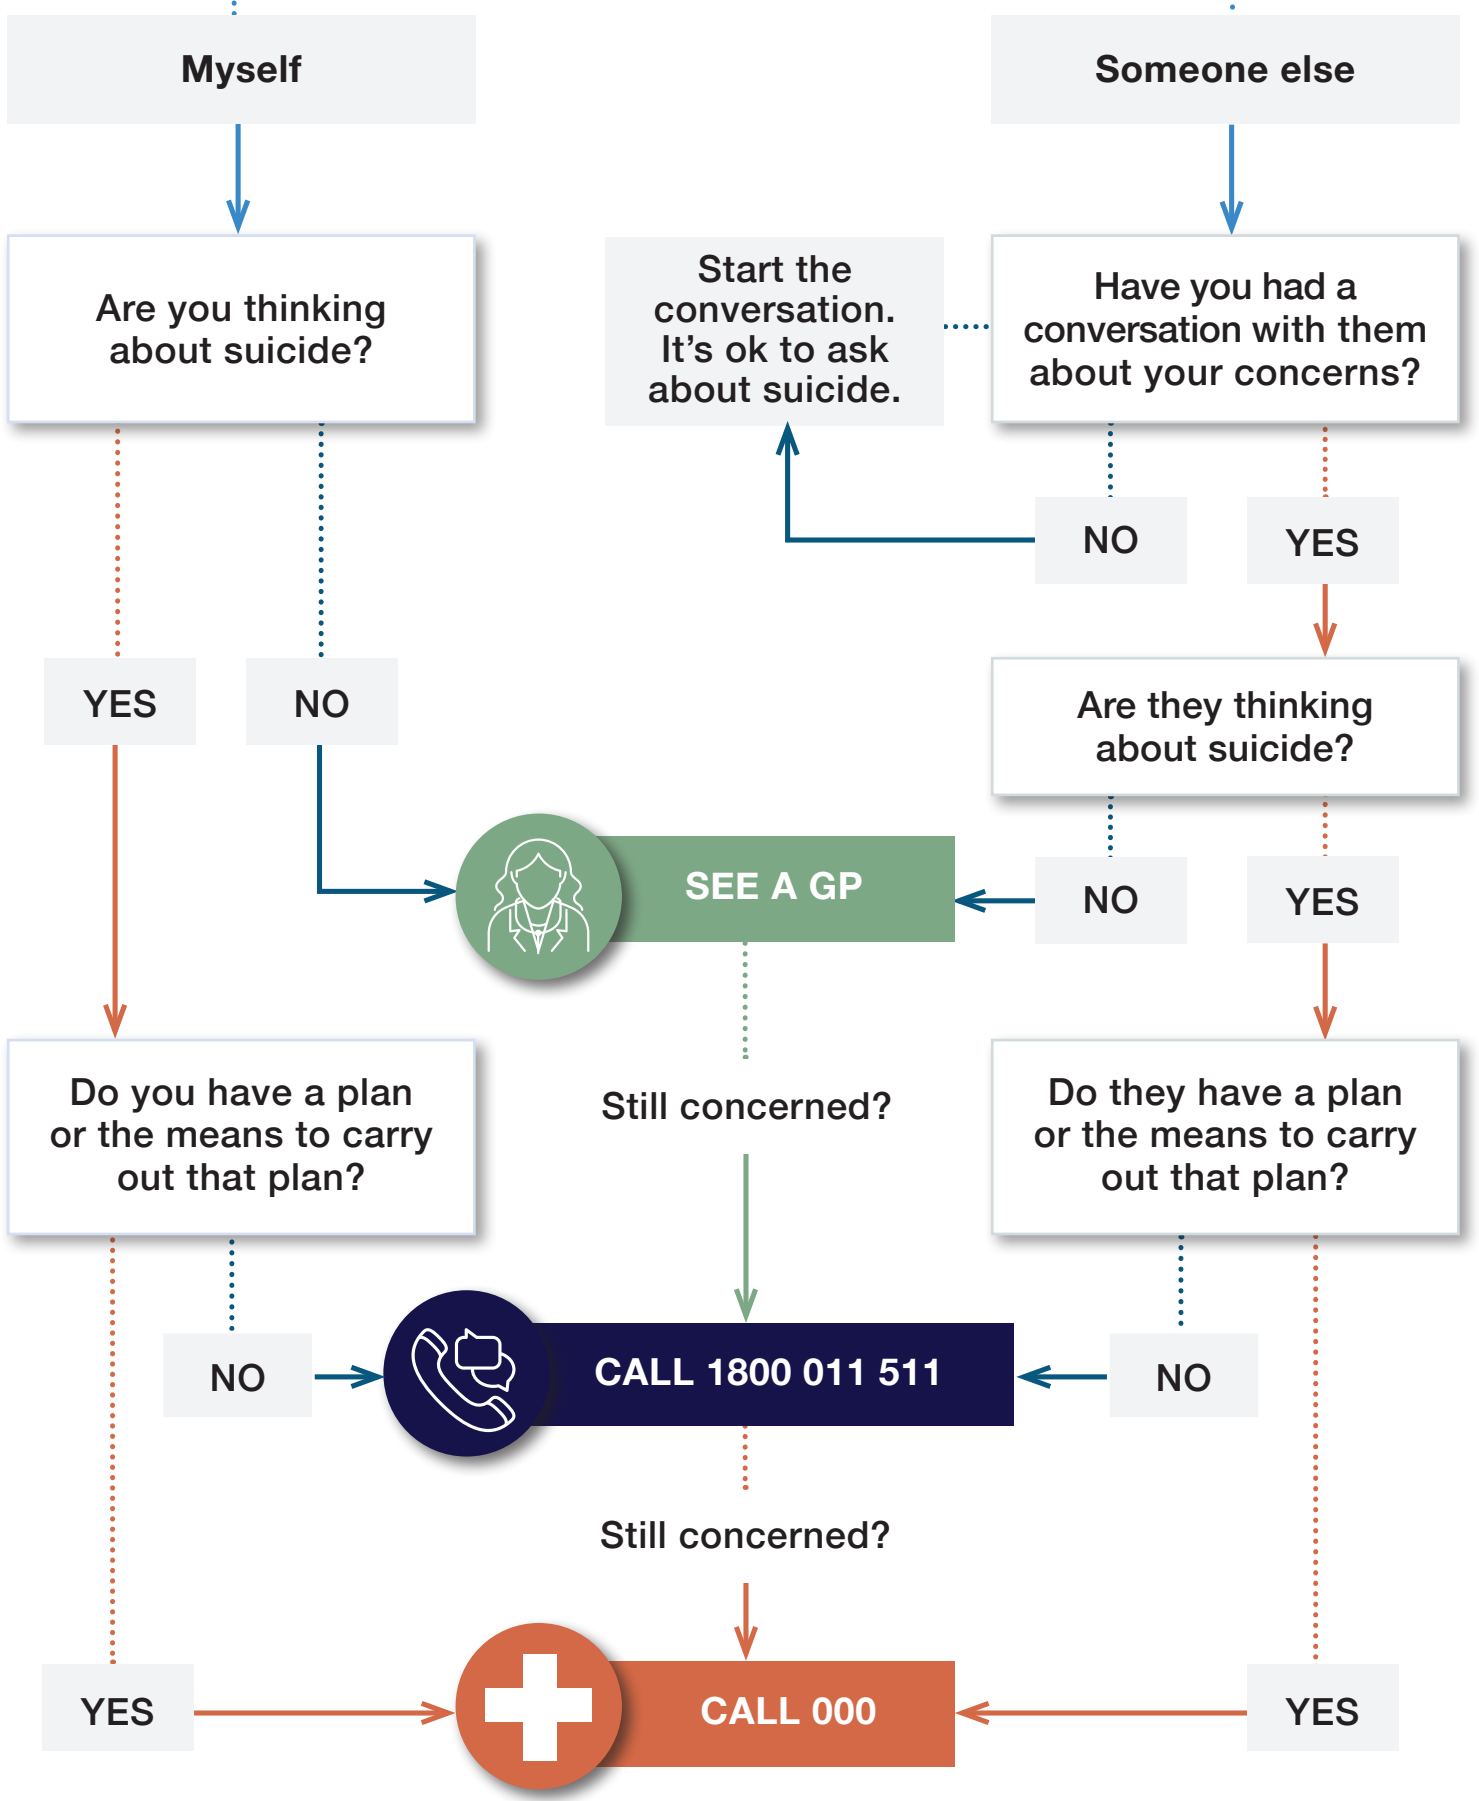 Myself
Someone else
Are you thinking
about suicide?
Start the
conversation.
It’s ok to ask
about suicide.
Have you had a
conversation with them
about your concerns?
NO
YES
YES
NO
Are they thinking
about suicide?
SEE A GP
NO
YES
Do you have a plan
or the means to carry
out that plan?
Still concerned?
Do they have a plan
or the means to carry
out that plan?
NO
CALL 1800 011 511
NO
Still concerned?
YES
CALL 000
YES